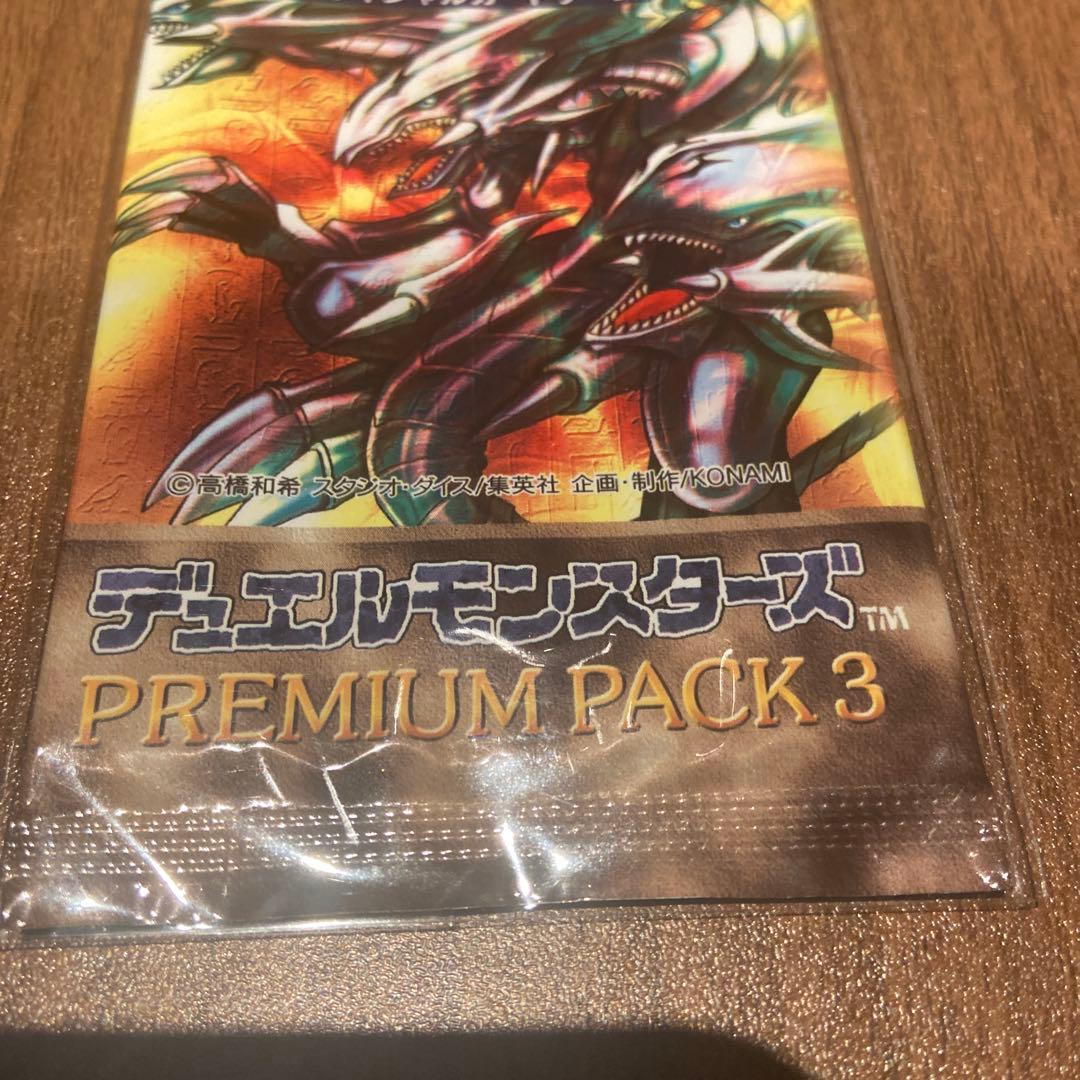 ©高橋和希 スタジオ・ダイス/集英社 企画・制作/KONAMI
デュエルモンスターズ™
PREMIUM PACK 3